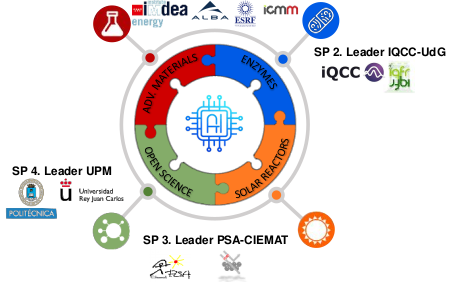 iMdea
energy
ALBA
ESRF
icmm
SP 2. Leader IQCC-UdG
iQCC
ADV. MATERIALS
ENZYMES
AI
OPEN SCIENCE
SOLAR REACTORS
SP 4. Leader UPM
POLITÉCNICA
u
Universidad
Rey Juan Carlos
SP 3. Leader PSA-CIEMAT
PSA